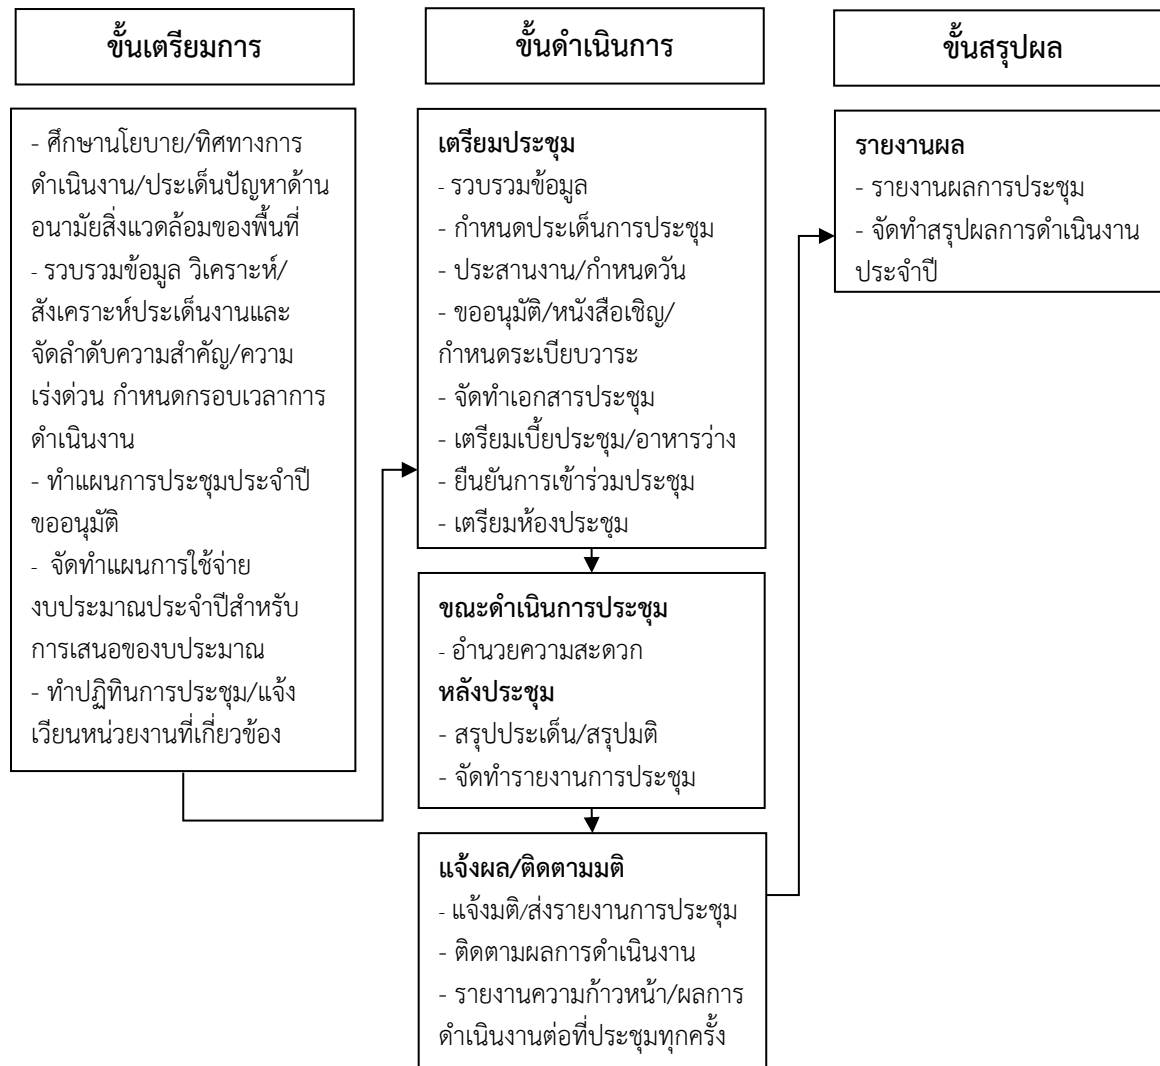 ขั้นเตรียมการ
- ศึกษานโยบาย/ทิศทางการ
ดำเนินงาน/ประเด็นปัญหาด้าน
อนามัยสิ่งแวดล้อมของพื้นที่
- รวบรวมข้อมูล วิเคราะห์/
สังเคราะห์ประเด็นงานและ
จัดลำดับความสำคัญ/ความ
เร่งด่วน กำหนดกรอบเวลาการ
ดำเนินงาน
- ทำแผนการประชุมประจำปี
ขออนุมัติ
- จัดทำแผนการใช้จ่าย
งบประมาณประจำปีสำหรับ
การเสนอของบประมาณ
- ทำปฏิทินการประชุม/แจ้ง
เวียนหน่วยงานที่เกี่ยวข้อง
ขั้นดำเนินการ
เตรียมประชุม
- รวบรวมข้อมูล
- กำหนดประเด็นการประชุม
- ประสานงาน/กำหนดวัน
- ขออนุมัติ/หนังสือเชิญ/
กำหนดระเบียบวาระ
- จัดทำเอกสารประชุม
- เตรียมเบี้ยประชุม/อาหารว่าง
- ยืนยันการเข้าร่วมประชุม
- เตรียมห้องประชุม
ขณะดำเนินการประชุม
- อำนวยความสะดวก
หลังประชุม
- สรุปประเด็น/สรุปมติ
- จัดทำรายงานการประชุม
แจ้งผล/ติดตามมติ
- แจ้งมติ/ส่งรายงานการประชุม
- ติดตามผลการดำเนินงาน
- รายงานความก้าวหน้า/ผลการ
ดำเนินงานต่อที่ประชุมทุกครั้ง
ขั้นสรุปผล
รายงานผล
- รายงานผลการประชุม
- จัดทำสรุปผลการดำเนินงาน
ประจำปี